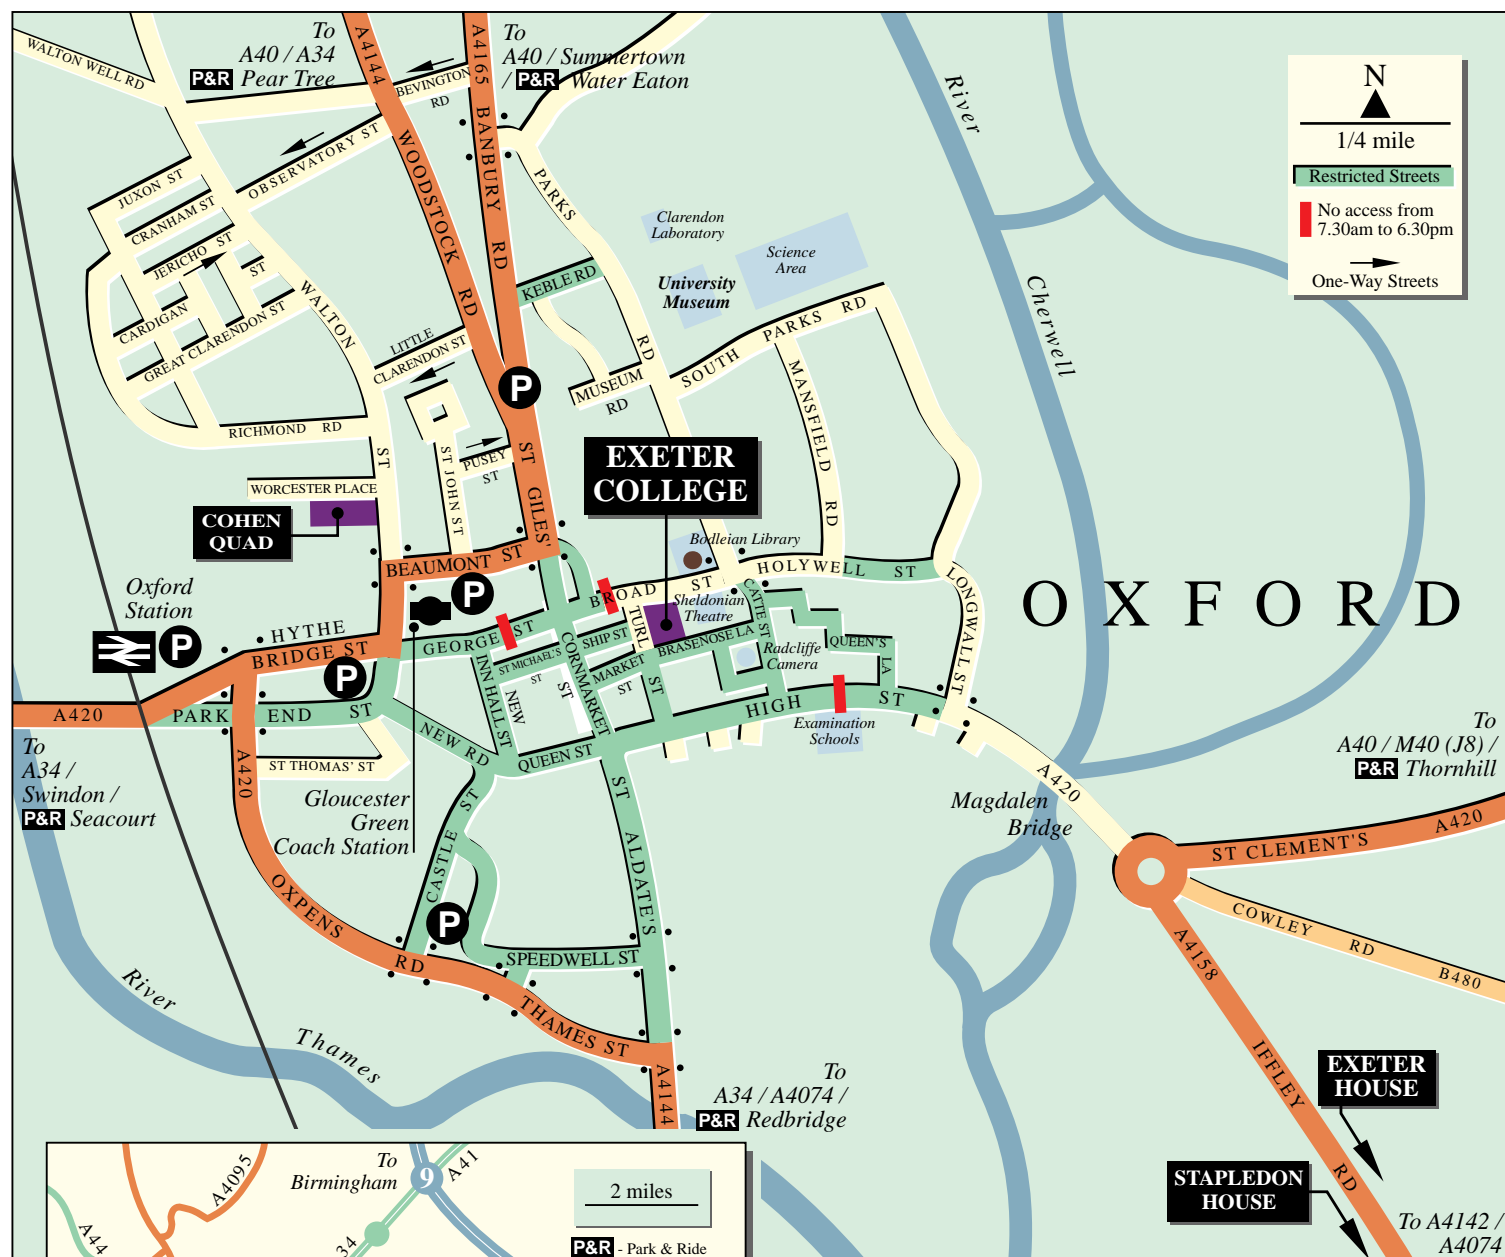 To
A40 / A34
P&R Pear Tree
A4144
A4165
To
A40 / Summertown
/ P&R Water Eaton
WALTON WELL RD
BEVINGTON
RD
OBSERVATORY ST
WOODSTOCK RD
BANBURY RD
PARKS RD
River
Cherwell
N
1/4 mile
Restricted Streets
No access from
7.30am to 6.30pm
One-Way Streets
JUXON ST
CRANHAM ST
JERICHO ST
ST
CARDIGAN
GREAT CLARENDON ST
WALTON ST
LITTLE
CLARENDON ST
KEBLE RD
Clarendon
Laboratory
Science
Area
University
Museum
SOUTH PARKS RD
MUSEUM
RD
MANSFIELD RD
P
RICHMOND RD
ST JOHN ST
PUSEY
ST
ST GILES'
WORCESTER PLACE
EXETER
COLLEGE
COHEN
QUAD
BEAUMONT ST
P
Bodleian Library
HOLYWELL ST
LONGWALL ST
OXFORD
Oxford
Station
P
HYTHE
BRIDGE ST
GEORGE ST
BROAD ST
TURL
ST
Sheldonian
Theatre
CATTE ST
SHIP ST
ST MICHAEL'S
ST
CORNMARKET
ST
MARKET
ST
BRASENOSE LA
Radcliffe
Camera
QUEEN'S
LA
NEW
INN HALL ST
P
A420
PARK END ST
NEW RD
QUEEN ST
HIGH ST
Examination
Schools
To
A34 /
Swindon /
P&R Seacourt
A420
ST THOMAS' ST
Gloucester
Green
Coach Station
CASTLE ST
ST ALDATE'S
A420
Magdalen
Bridge
To
A40 / M40 (J8) /
P&R Thornhill
ST CLEMENT'S
A420
COWLEY RD
B480
P
OXPENS RD
SPEEDWELL ST
THAMES ST
A4144
A4158
IFFLEY RD
River
Thames
To
A34 / A4074 /
P&R Redbridge
EXETER
HOUSE
STAPLEDON
HOUSE
To A4142 /
A4074
A4095
To
Birmingham
9
A41
A44
34
2 miles
P&R - Park & Ride